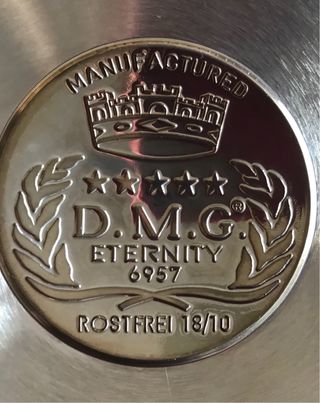 MANUFACTURED
D.M.G.®
ETERNITY
6957
ROSTFREI 18/10